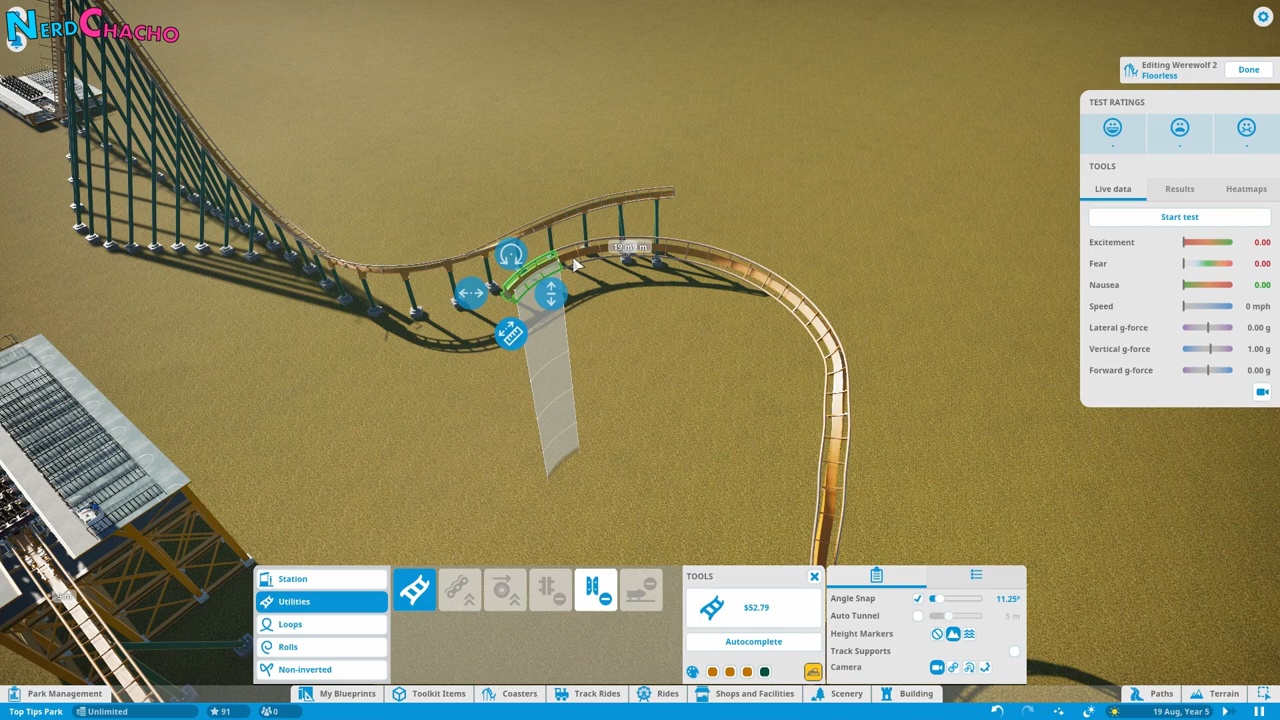 NERDCHACHO
Editing Werewolf 2
Floorless
Done
TEST RATINGS
- - -
TOOLS
Live data Results Heatmaps
Start test
Excitement 0.00
Fear 0.00
Nausea 0.00
Speed 0 mph
Lateral g-force 0.00 g
Vertical g-force 1.00 g
Forward g-force 0.00 g
Station
Utilities
Loops
Rolls
Non-inverted
TOOLS
$52.79
Autocomplete
Angle Snap 11.25°
Auto Tunnel 5 m
Height Markers
Track Supports
Camera
Park Management My Blueprints Toolkit Items Coasters Track Rides Rides Shops and Facilities Scenery Building Paths Terrain
Top Tips Park Unlimited 91 0 19 Aug, Year 5